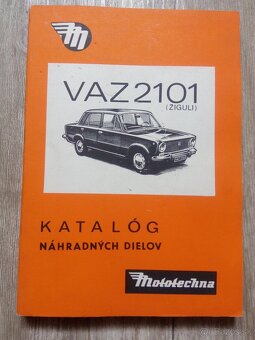 VAZ 2101
(ŽIGULI)
KATALÓG
NÁHRADNÝCH DIELOV
Mototechna